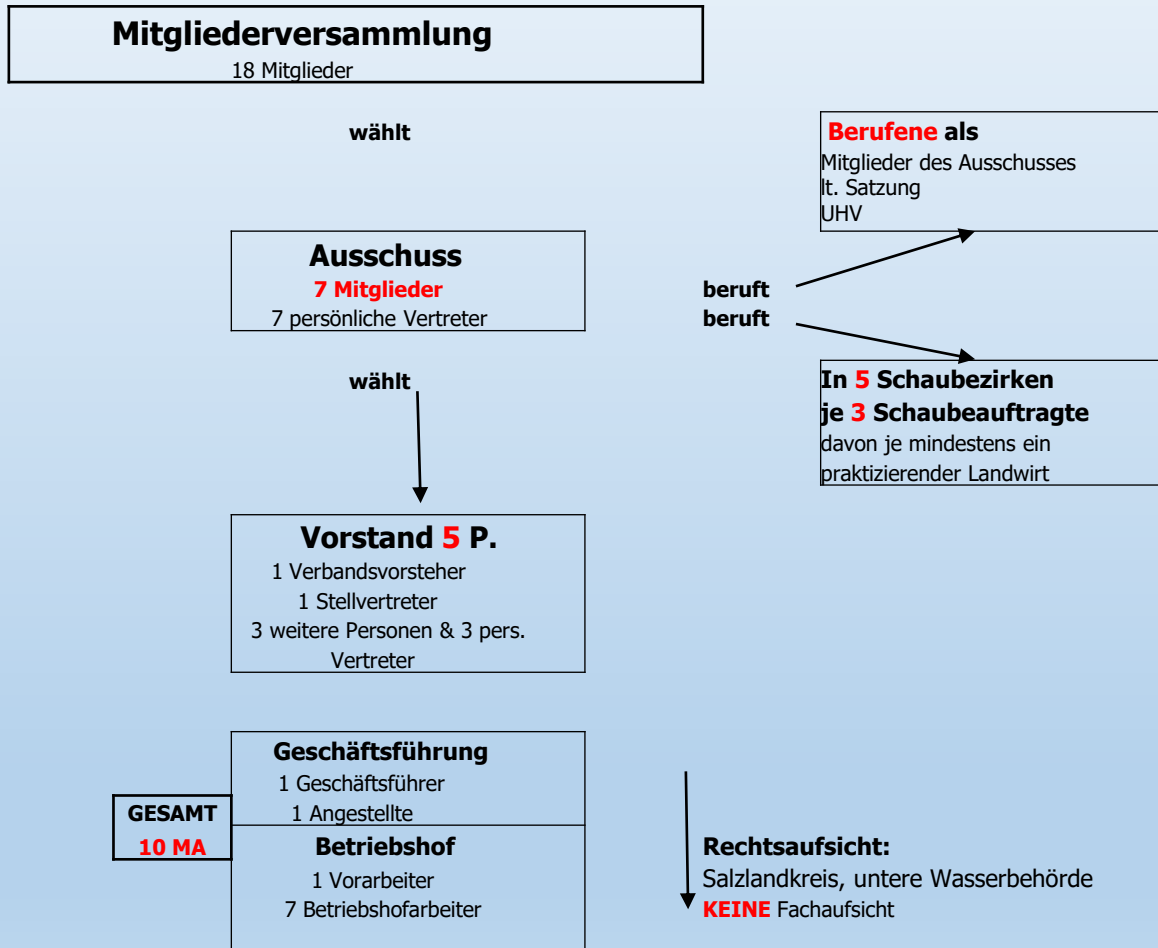 Mitgliederversammlung
18 Mitglieder
wählt
Berufene als
Mitglieder des Ausschusses
lt. Satzung
UHV
Ausschuss
7 Mitglieder
7 persönliche Vertreter
beruft
beruft
wählt
In 5 Schaubezirken
je 3 Schaubeauftragte
davon je mindestens ein
praktizierender Landwirt
Vorstand 5 P.
1 Verbandsvorsteher
1 Stellvertreter
3 weitere Personen & 3 pers.
Vertreter
Geschäftsführung
1 Geschäftsführer
1 Angestellte
GESAMT
10 MA
Betriebshof
1 Vorarbeiter
7 Betriebshofarbeiter
Rechtsaufsicht:
Salzlandkreis, untere Wasserbehörde
KEINE Fachaufsicht